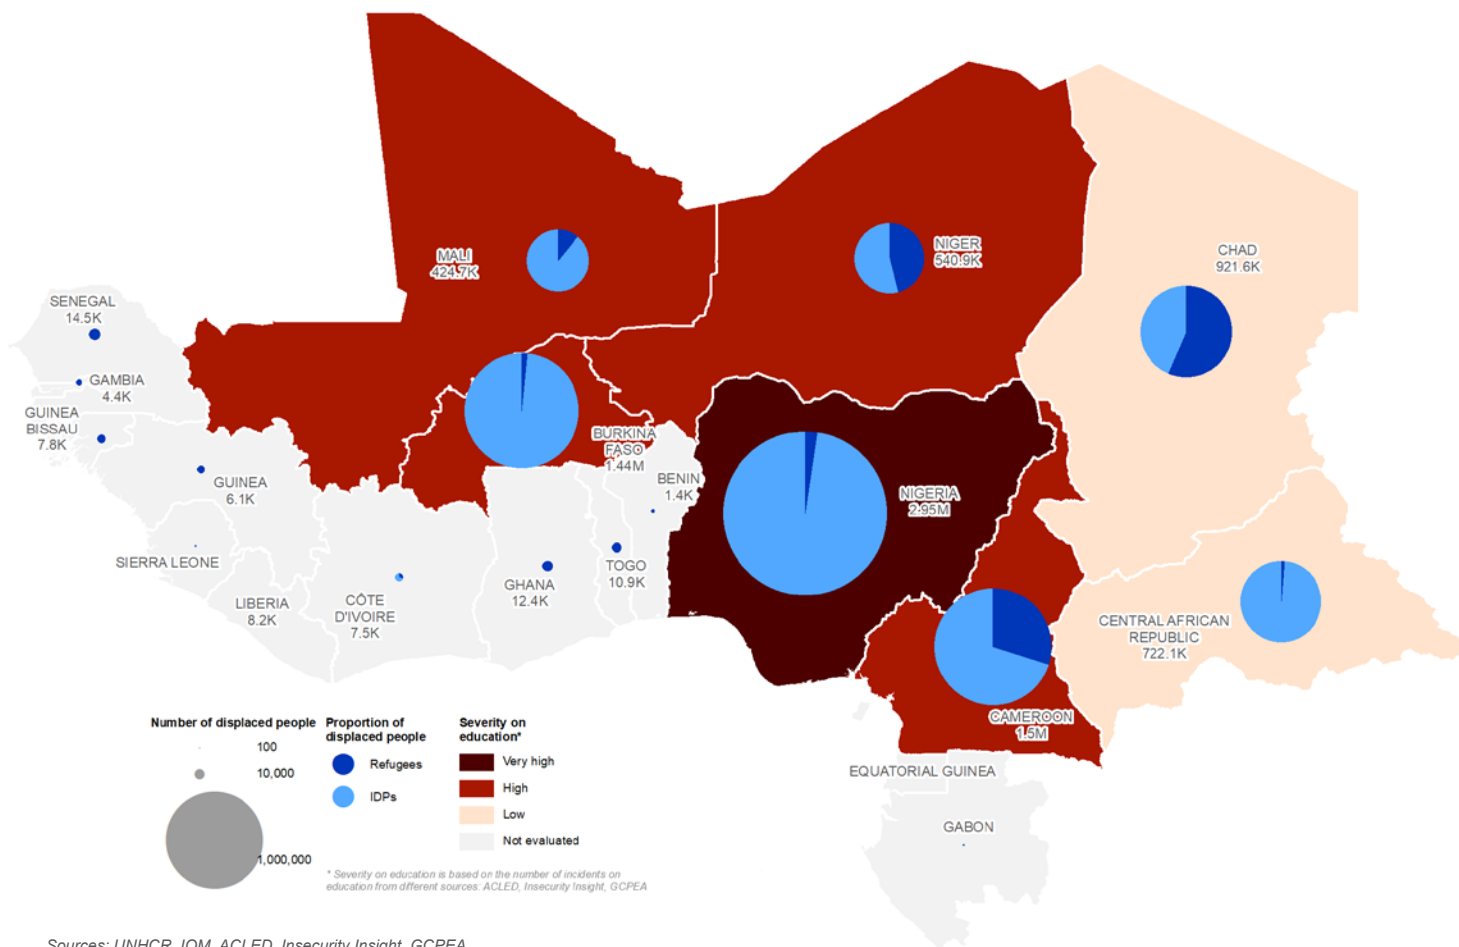 MALI
424.7K
NIGER
540.9K
CHAD
921.6K
SENEGAL
14.5K
GAMBIA
4.4K
GUINEA
BISSAU
7.8K
GUINEA
6.1K
SIERRA LEONE
LIBERIA
8.2K
CÔTE
D'IVOIRE
7.5K
BURKINA
FASO
1.44M
BENIN
1.4K
GHANA
12.4K
TOGO
10.9K
NIGERIA
2.95M
CENTRAL AFRICAN
REPUBLIC
722.1K
CAMEROON
1.5M
EQUATORIAL GUINEA
GABON
Number of displaced people
100
10,000
1,000,000
Proportion of
displaced people
Refugees
IDPs
Severity on
education*
Very high
High
Low
Not evaluated
* Severity on education is based on the number of incidents on
education from different sources. ACLED, Insecurity Insight, GCPEA
Sources: UNHCR, IOM, ACLED, Insecurity Insight, GCPEA